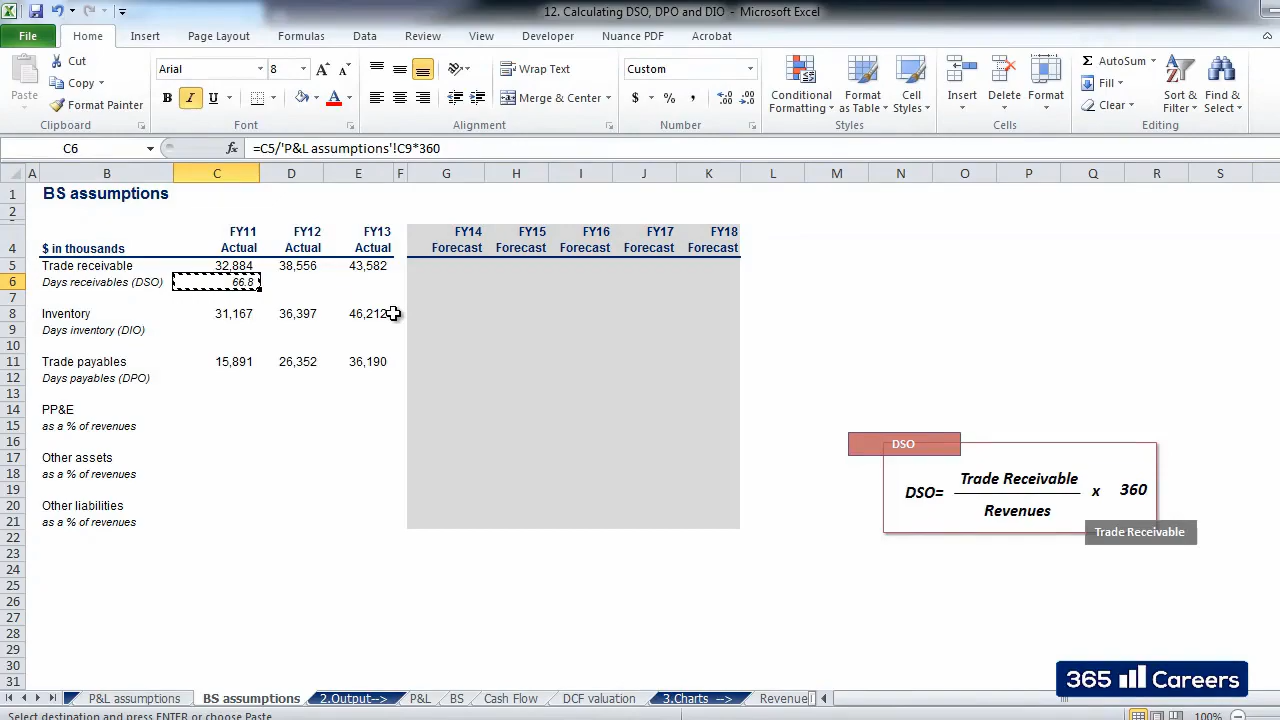 12. Calculating DSO, DPO and DIO - Microsoft Excel
File Home Insert Page Layout Formulas Data Review View Developer Nuance PDF Acrobat
Paste
Cut
Copy
Format Painter
Clipboard
Arial 8
B I U
Font
Wrap Text
Merge & Center
Alignment
Custom
$ % ,
Number
Conditional Formatting
Format as Table
Cell Styles
Styles
Insert Delete Format
Cells
AutoSum
Fill
Clear
Sort & Filter
Find & Select
Editing
C6 fx =C5/'P&L assumptions'!C9*360
A B C D E F G H I J K L M N O P Q R S
1 BS assumptions
2
FY11 FY12 FY13 FY14 FY15 FY16 FY17 FY18
4 $ in thousands Actual Actual Actual Forecast Forecast Forecast Forecast Forecast
5 Trade receivable 32,884 38,556 43,582
6 Days receivables (DSO) 66.8
7
8 Inventory 31,167 36,397 46,212
9 Days inventory (DIO)
10
11 Trade payables 15,891 26,352 36,190
12 Days payables (DPO)
13
14 PP&E
15 as a % of revenues
16
17 Other assets
18 as a % of revenues
19
20 Other liabilities
21 as a % of revenues
22
23
24
25
26
27
28
29
30
31
DSO
DSO= Trade Receivable x 360
Revenues
Trade Receivable
365 Careers
P&L assumptions BS assumptions 2.Output--> P&L BS Cash Flow DCF valuation 3.Charts --> Revenue
Select destination and press ENTER or choose Paste 100%